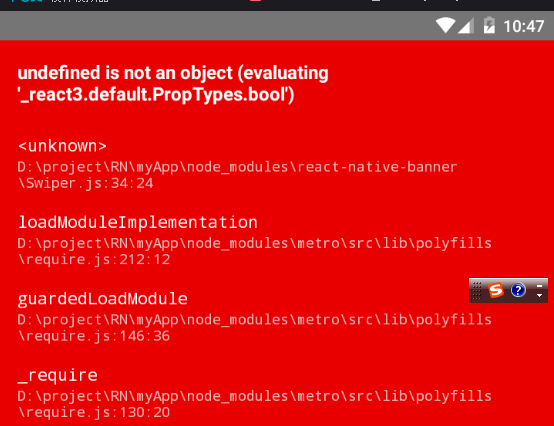 10:47
undefined is not an object (evaluating
'_react3.default.PropTypes.bool')
<unknown>
D:\project\RN\myApp\node_modules\react-native-banner
\Swiper.js:34:24
loadModuleImplementation
D:\project\RN\myApp\node_modules\metro\src\lib\polyfills
\require.js:212:12
guardedLoadModule
D:\project\RN\myApp\node_modules\metro\src\lib\polyfills
\require.js:146:36
_require
D:\project\RN\myApp\node_modules\metro\src\lib\polyfills
\require.js:130:20